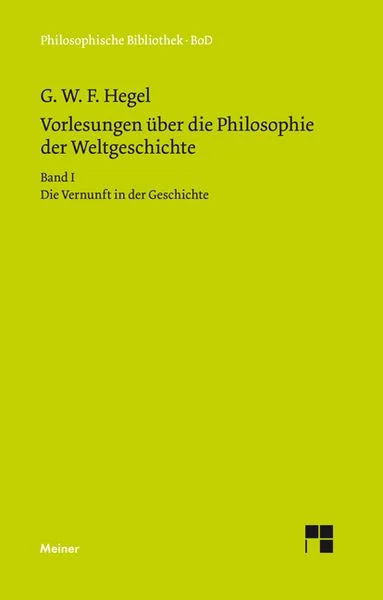 Philosophische Bibliothek · BoD
G. W. F. Hegel
Vorlesungen über die Philosophie
der Weltgeschichte
Band I
Die Vernunft in der Geschichte
Meiner